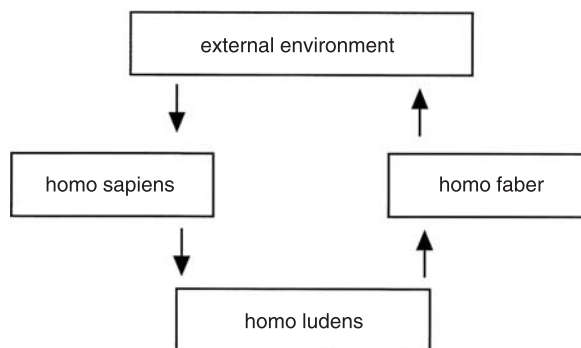 external environment
homo sapiens
homo faber
homo ludens